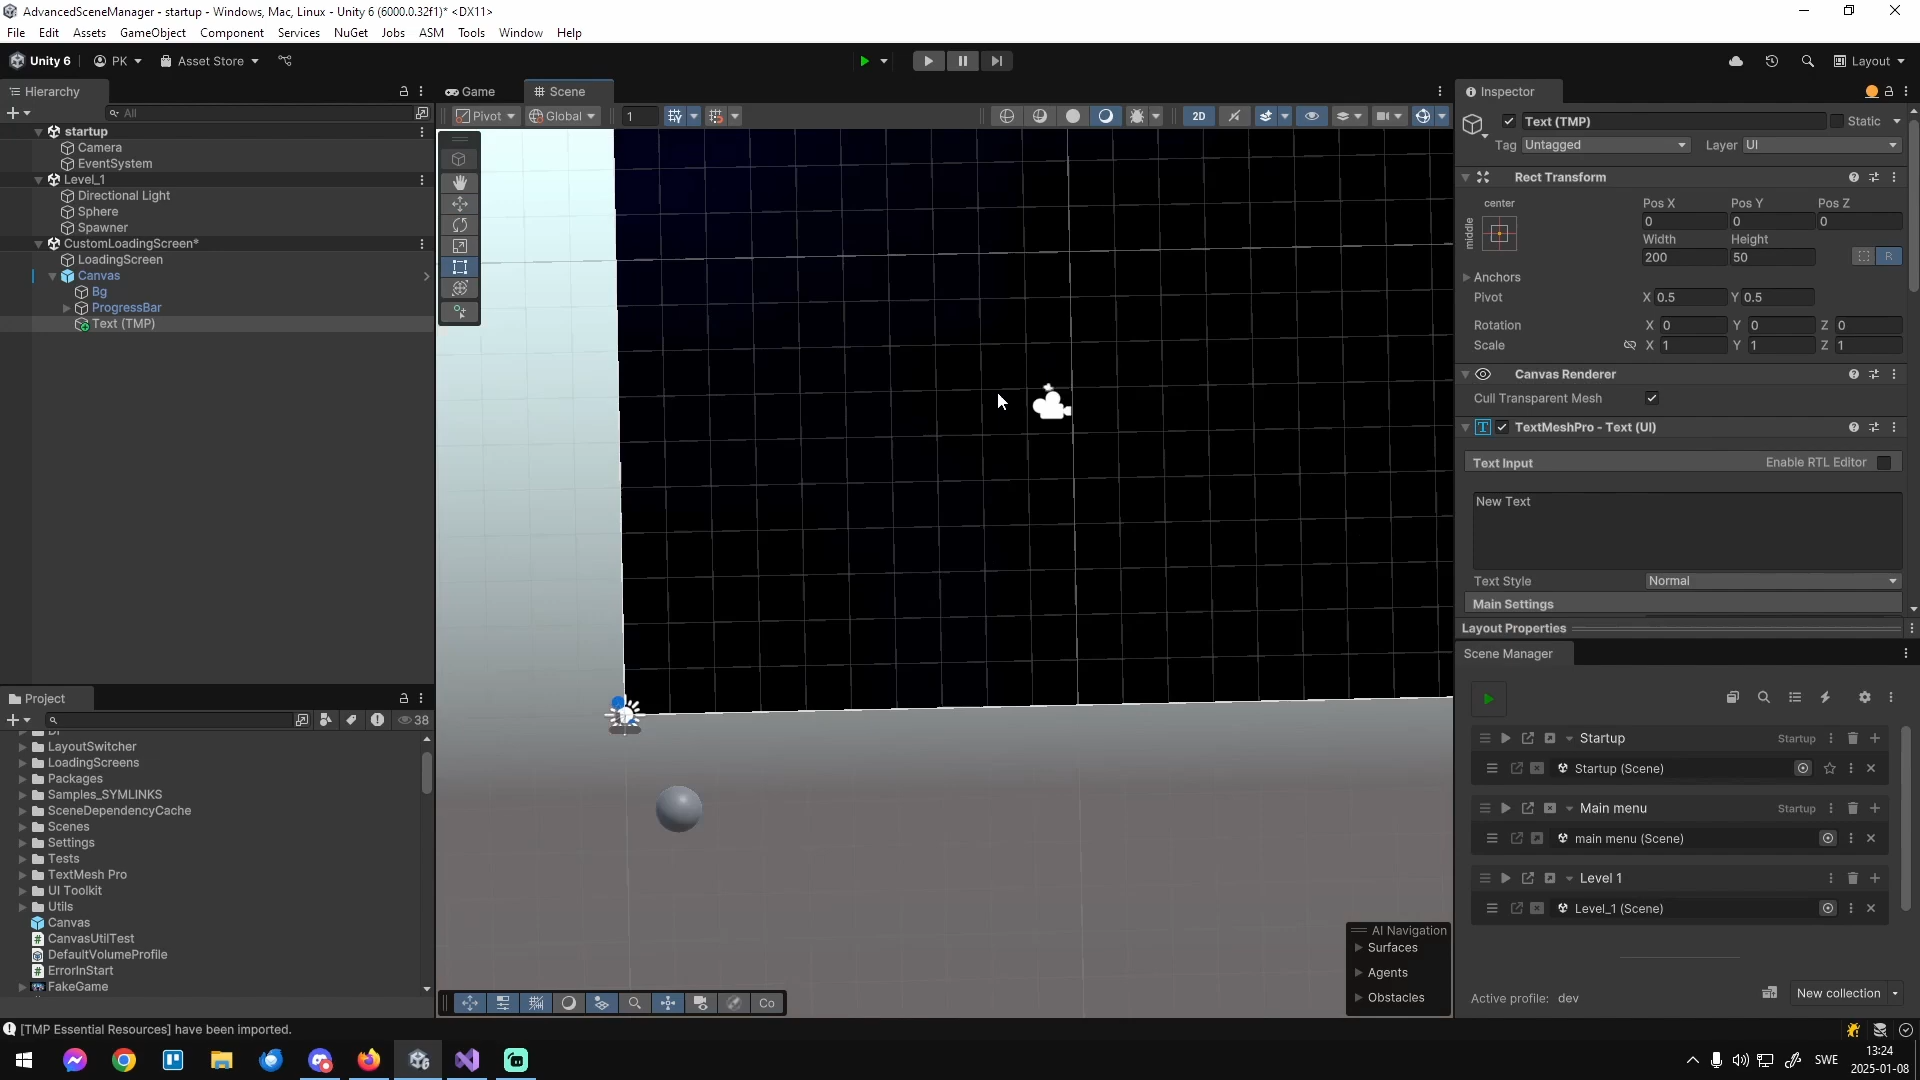 AdvancedSceneManager - startup - Windows, Mac, Linux - Unity 6 (6000.0.32f1)* <DX11>
File Edit Assets GameObject Component Services NuGet Jobs ASM Tools Window Help
Unity 6 PK Asset Store Layout
Hierarchy
All
startup
Camera
EventSystem
Level_1
Directional Light
Sphere
Spawner
CustomLoadingScreen*
LoadingScreen
Canvas
Bg
ProgressBar
Text (TMP)
Game Scene
Pivot Global 1 2D
Inspector
Text (TMP) Static
Tag Untagged Layer UI
Rect Transform
center
middle
Pos X Pos Y Pos Z
0 0 0
Width Height
200 50 R
Anchors
Pivot X 0.5 Y 0.5
Rotation X 0 Y 0 Z 0
Scale X 1 Y 1 Z 1
Canvas Renderer
Cull Transparent Mesh
TextMeshPro - Text (UI)
Text Input Enable RTL Editor
New Text
Text Style Normal
Main Settings
Layout Properties
Scene Manager
Startup Startup
Startup (Scene)
Main menu Startup
main menu (Scene)
Level 1
Level_1 (Scene)
Active profile: dev New collection
Project
38
LayoutSwitcher
LoadingScreens
Packages
Samples_SYMLINKS
SceneDependencyCache
Scenes
Settings
Tests
TextMesh Pro
UI Toolkit
Utils
Canvas
CanvasUtilTest
DefaultVolumeProfile
ErrorInStart
FakeGame
AI Navigation
Surfaces
Agents
Obstacles
Co
[TMP Essential Resources] have been imported.
SWE
13:24
2025-01-08